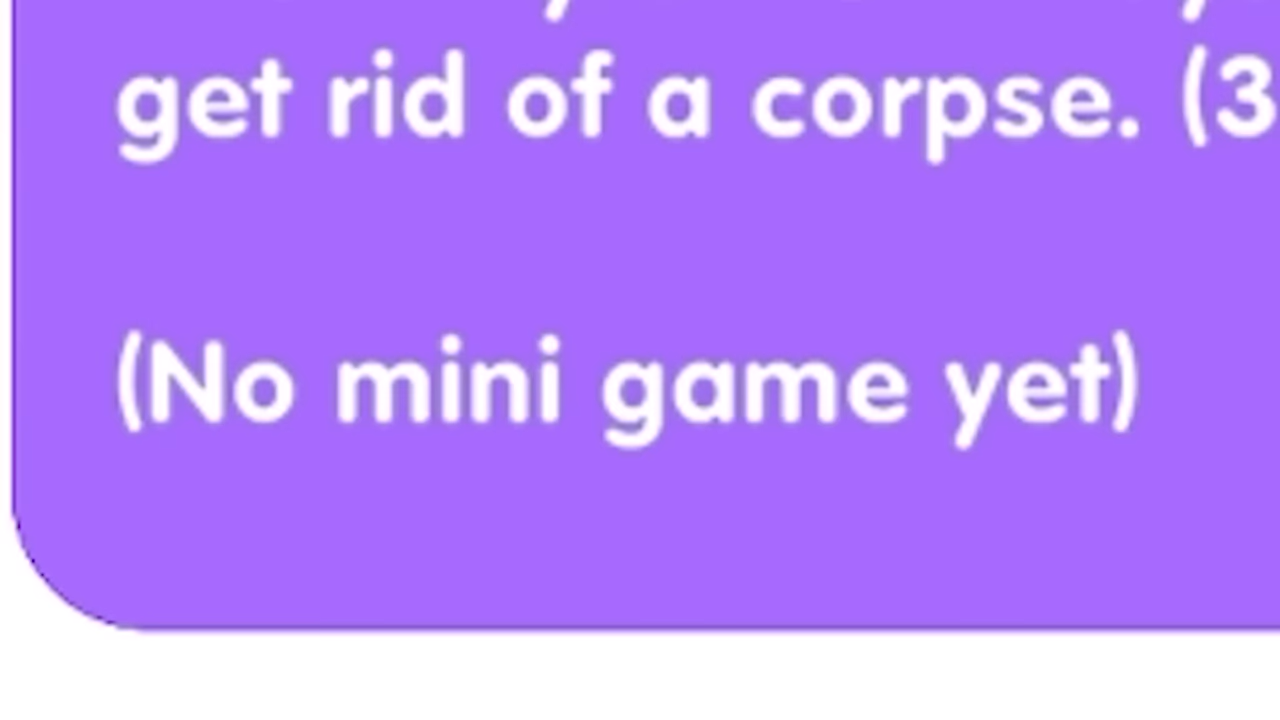 get rid of a corpse. (3
(No mini game yet)